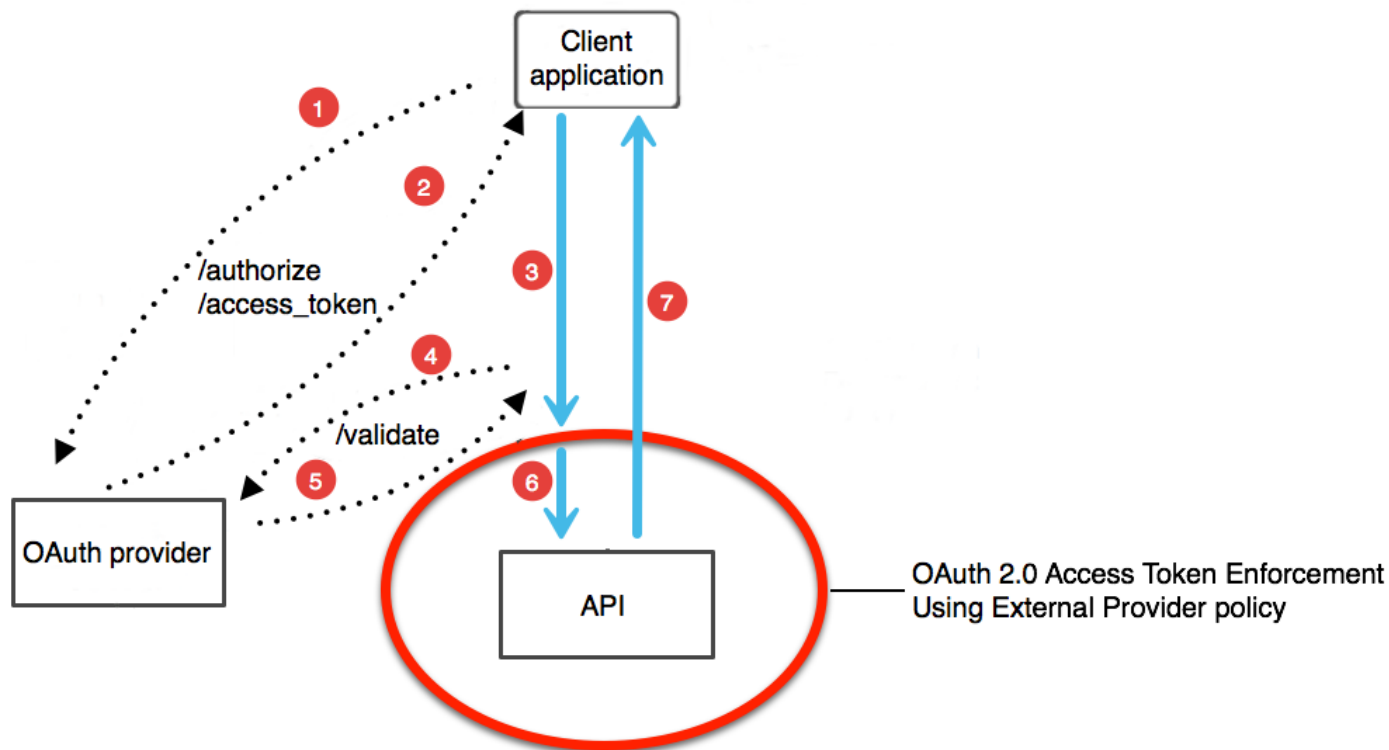 Client
application
1
2
/authorize
/access_token
3
7
4
/validate
5
6
OAuth provider
API
OAuth 2.0 Access Token Enforcement
Using External Provider policy